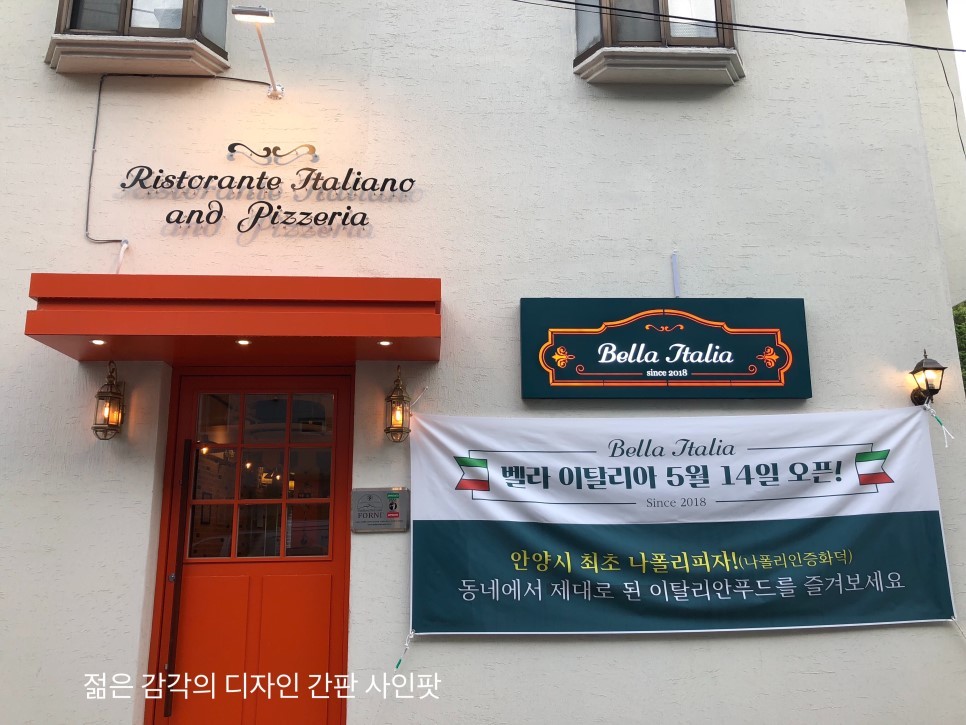 Ristorante Italiano
and Pizzeria
Bella Italia
since 2018
Bella Italia
벨라 이탈리아 5월 14일 오픈!
Since 2018
안양시 최초 나폴리피자!(나폴리인증화덕)
동네에서 제대로 된 이탈리안푸드를 즐겨보세요
FORNI
젊은 감각의 디자인 간판 사인팟